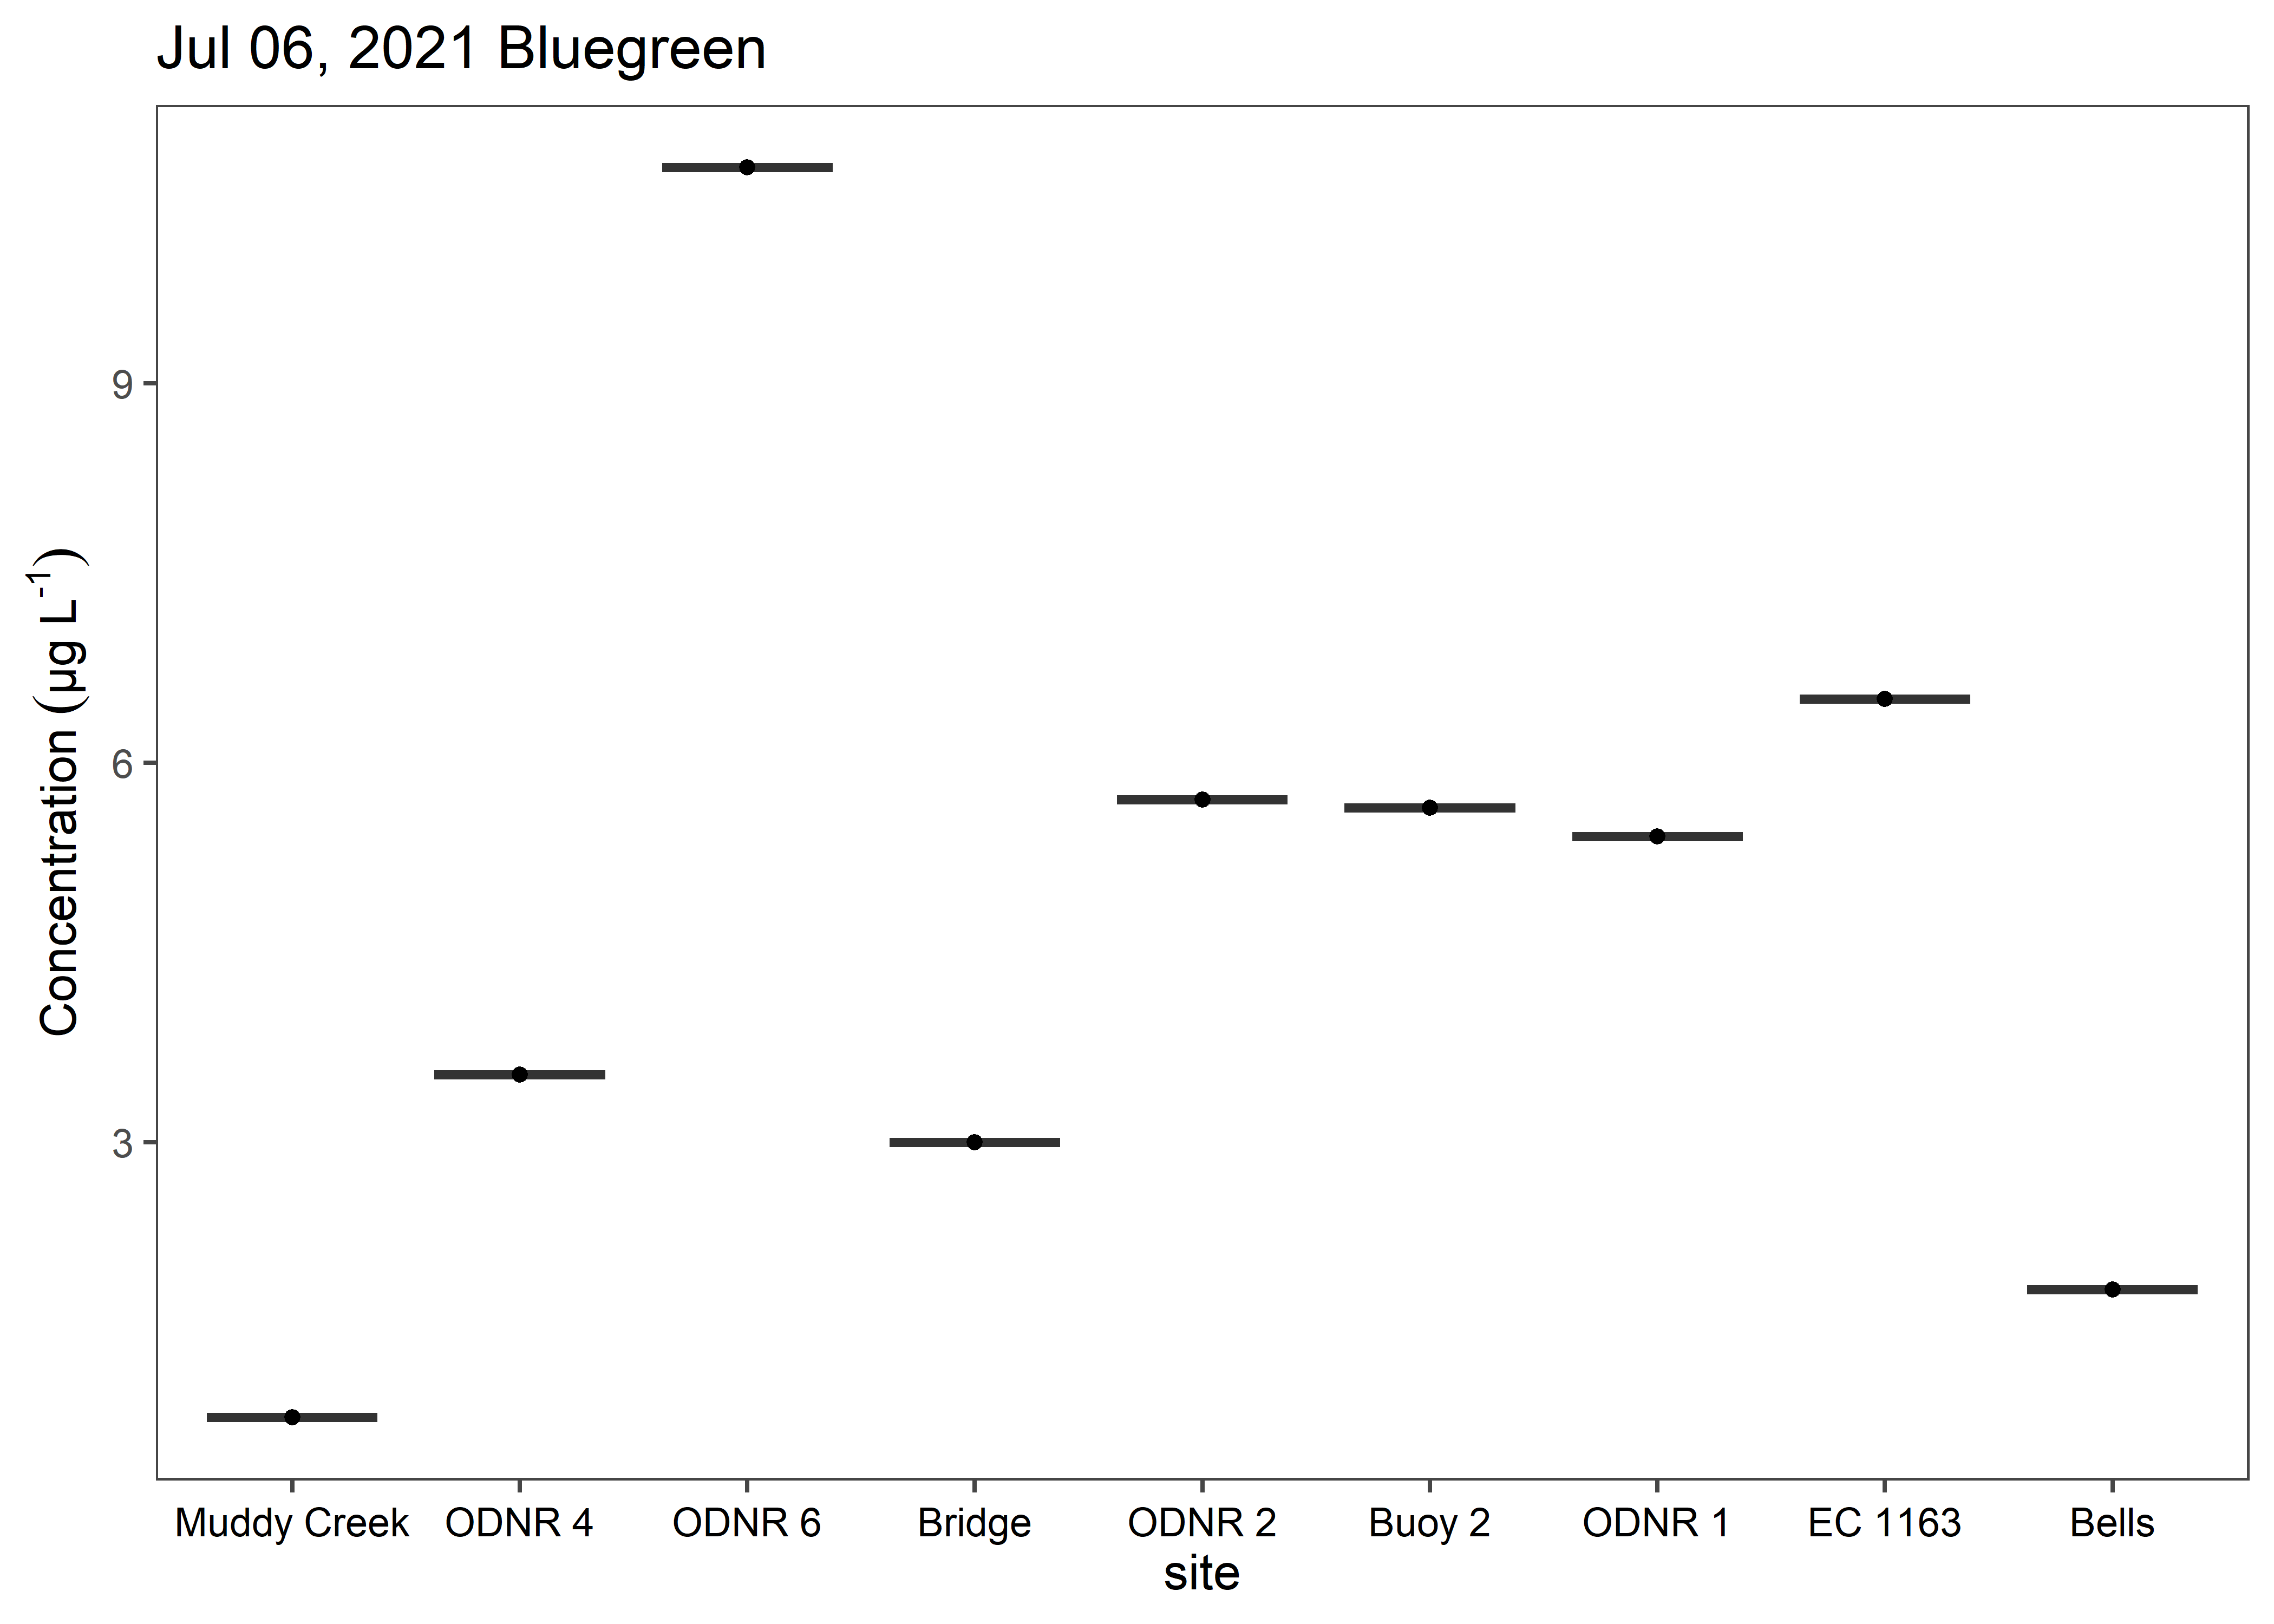 Jul 06, 2021 Bluegreen
Concentration (µg L⁻¹)
9
6
3
Muddy Creek ODNR 4 ODNR 6 Bridge ODNR 2 Buoy 2 ODNR 1 EC 1163 Bells
site